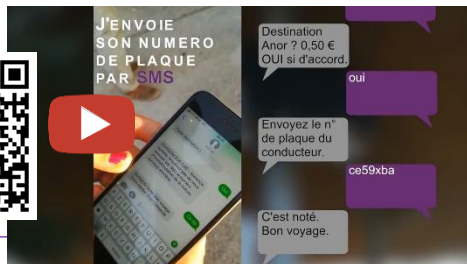 J'ENVOIE
SON NUMERO
DE PLAQUE
PAR SMS
Destination
Anor ? 0,50 €
OUI si d'accord.
oui
Envoyez le n°
de plaque du
conducteur.
ce59xba
C'est noté.
Bon voyage.